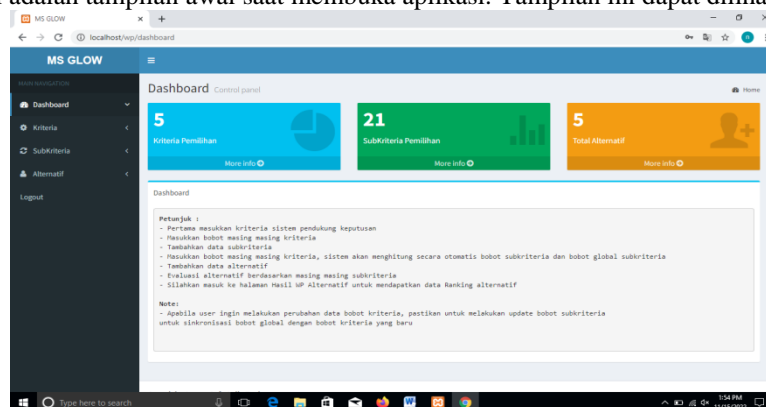 adalah tampilan awal saat membuka aplikasi. Tampilan ini dapat
MS GLOW
localhost/wp/dashboard
MS GLOW
MAIN NAVIGATION
Dashboard
Kriteria
SubKriteria
Alternatif
Logout
Dashboard Control panel
Home
5
Kriteria Pemilihan
More info
21
SubKriteria Pemilihan
More info
5
Total Alternatif
More info
Dashboard
Petunjuk :
- Pertama masukkan kriteria sistem pendukung keputusan
- Masukkan bobot masing masing kriteria
- Tambahkan data subkriteria
- Masukkan bobot masing masing kriteria, sistem akan menghitung secara otomatis bobot subkriteria dan bobot global subkriteria
- Tambahkan data alternatif
- Evaluasi alternatif berdasarkan masing masing subkriteria
- Silahkan masuk ke halaman Hasil WP Alternatif untuk mendapatkan data Ranking alternatif
Note:
- Apabila user ingin melakukan perubahan data bobot kriteria, pastikan untuk melakukan update bobot subkriteria
untuk sinkronisasi bobot global dengan bobot kriteria yang baru
Type here to search
1:54 PM